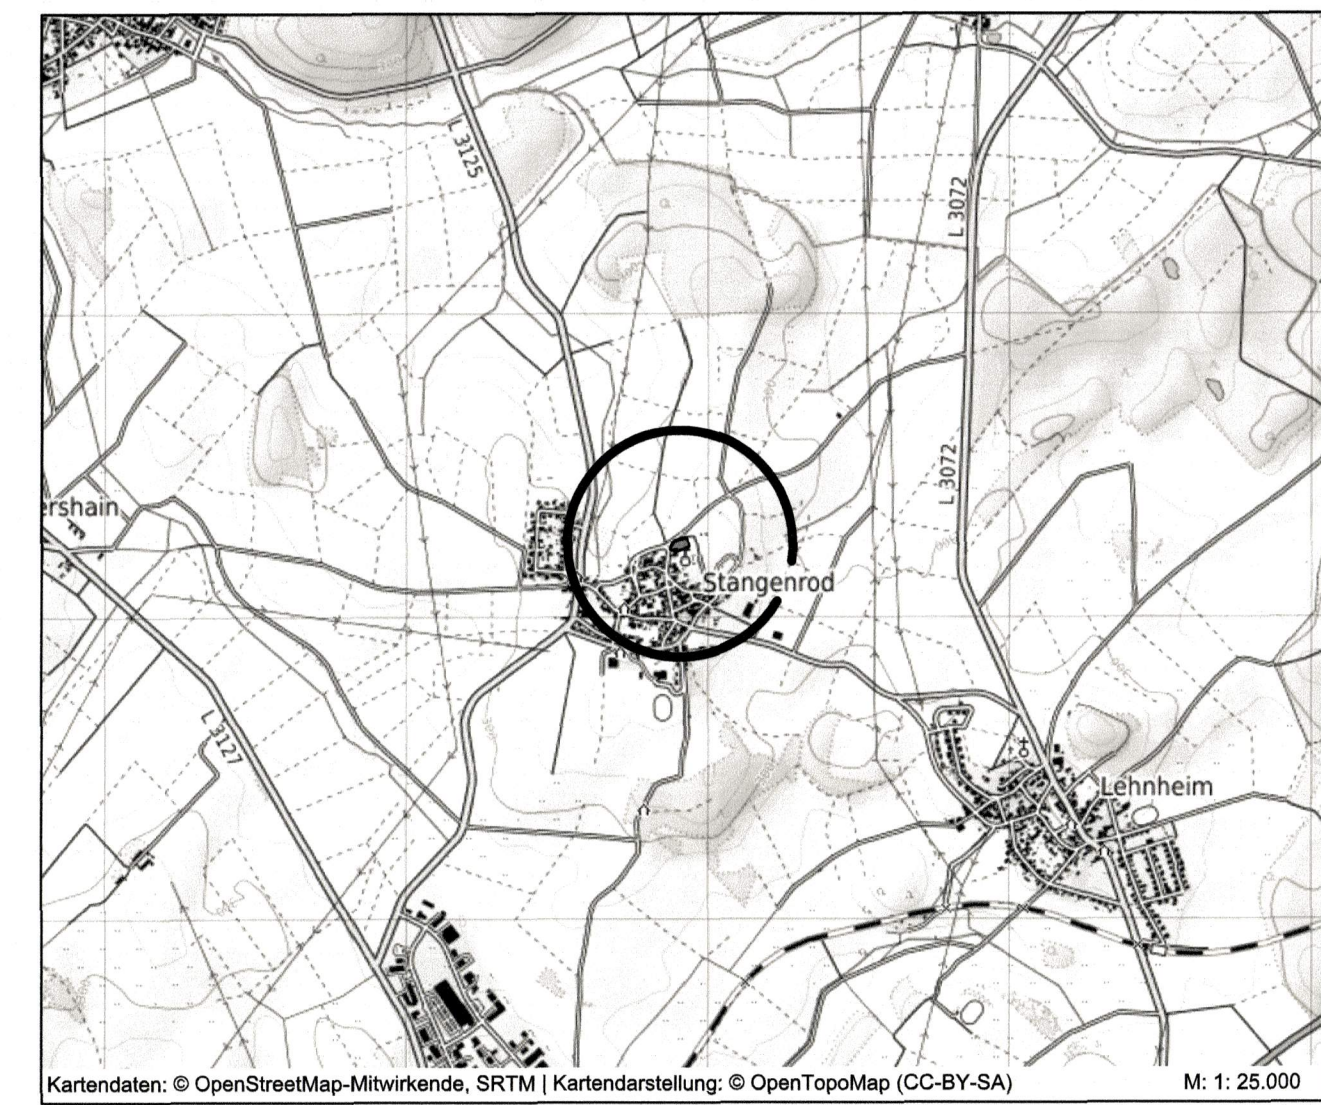 L 3125
L 3072
ershain
L 3072
Stangenrod
L 3127
Lehnheim
Kartendaten: © OpenStreetMap-Mitwirkende, SRTM | Kartendarstellung: © OpenTopoMap (CC-BY-SA)
M: 1: 25.000